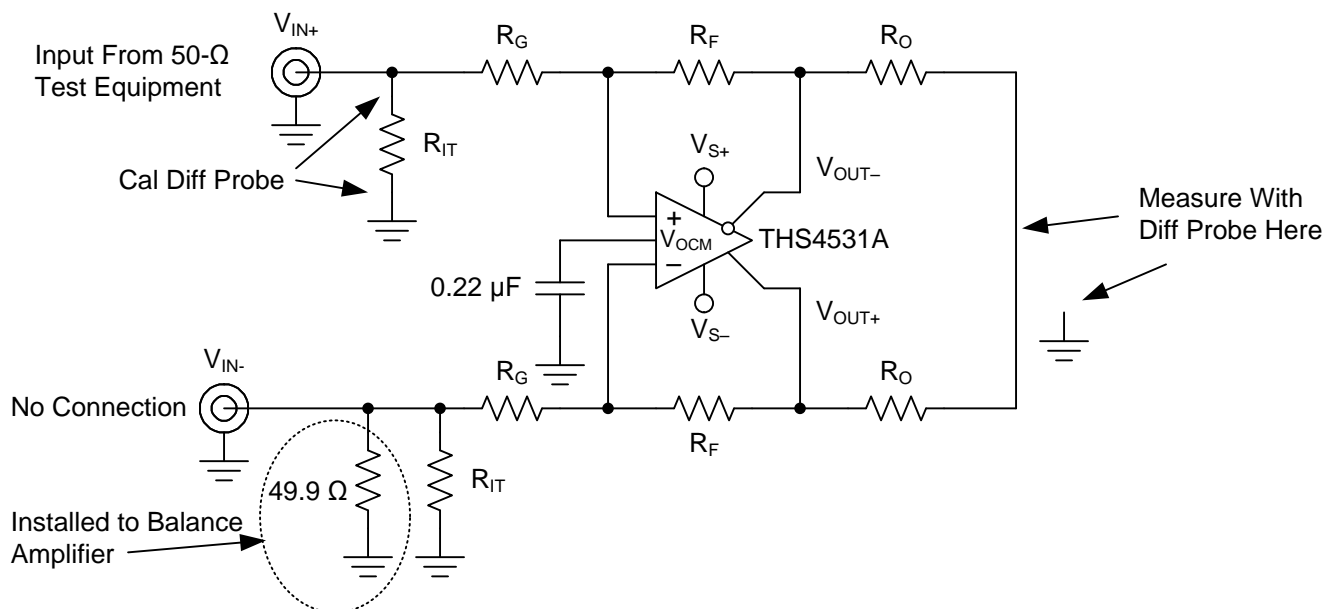 V_IN+
Input From 50-Ω
Test Equipment
R_G
R_F
R_O
R_IT
Cal Diff Probe
V_S+
V_OUT–
+
V_OCM
–
THS4531A
Measure With
Diff Probe Here
0.22 µF
V_S–
V_OUT+
V_IN-
No Connection
R_G
R_F
R_O
49.9 Ω
R_IT
Installed to Balance
Amplifier